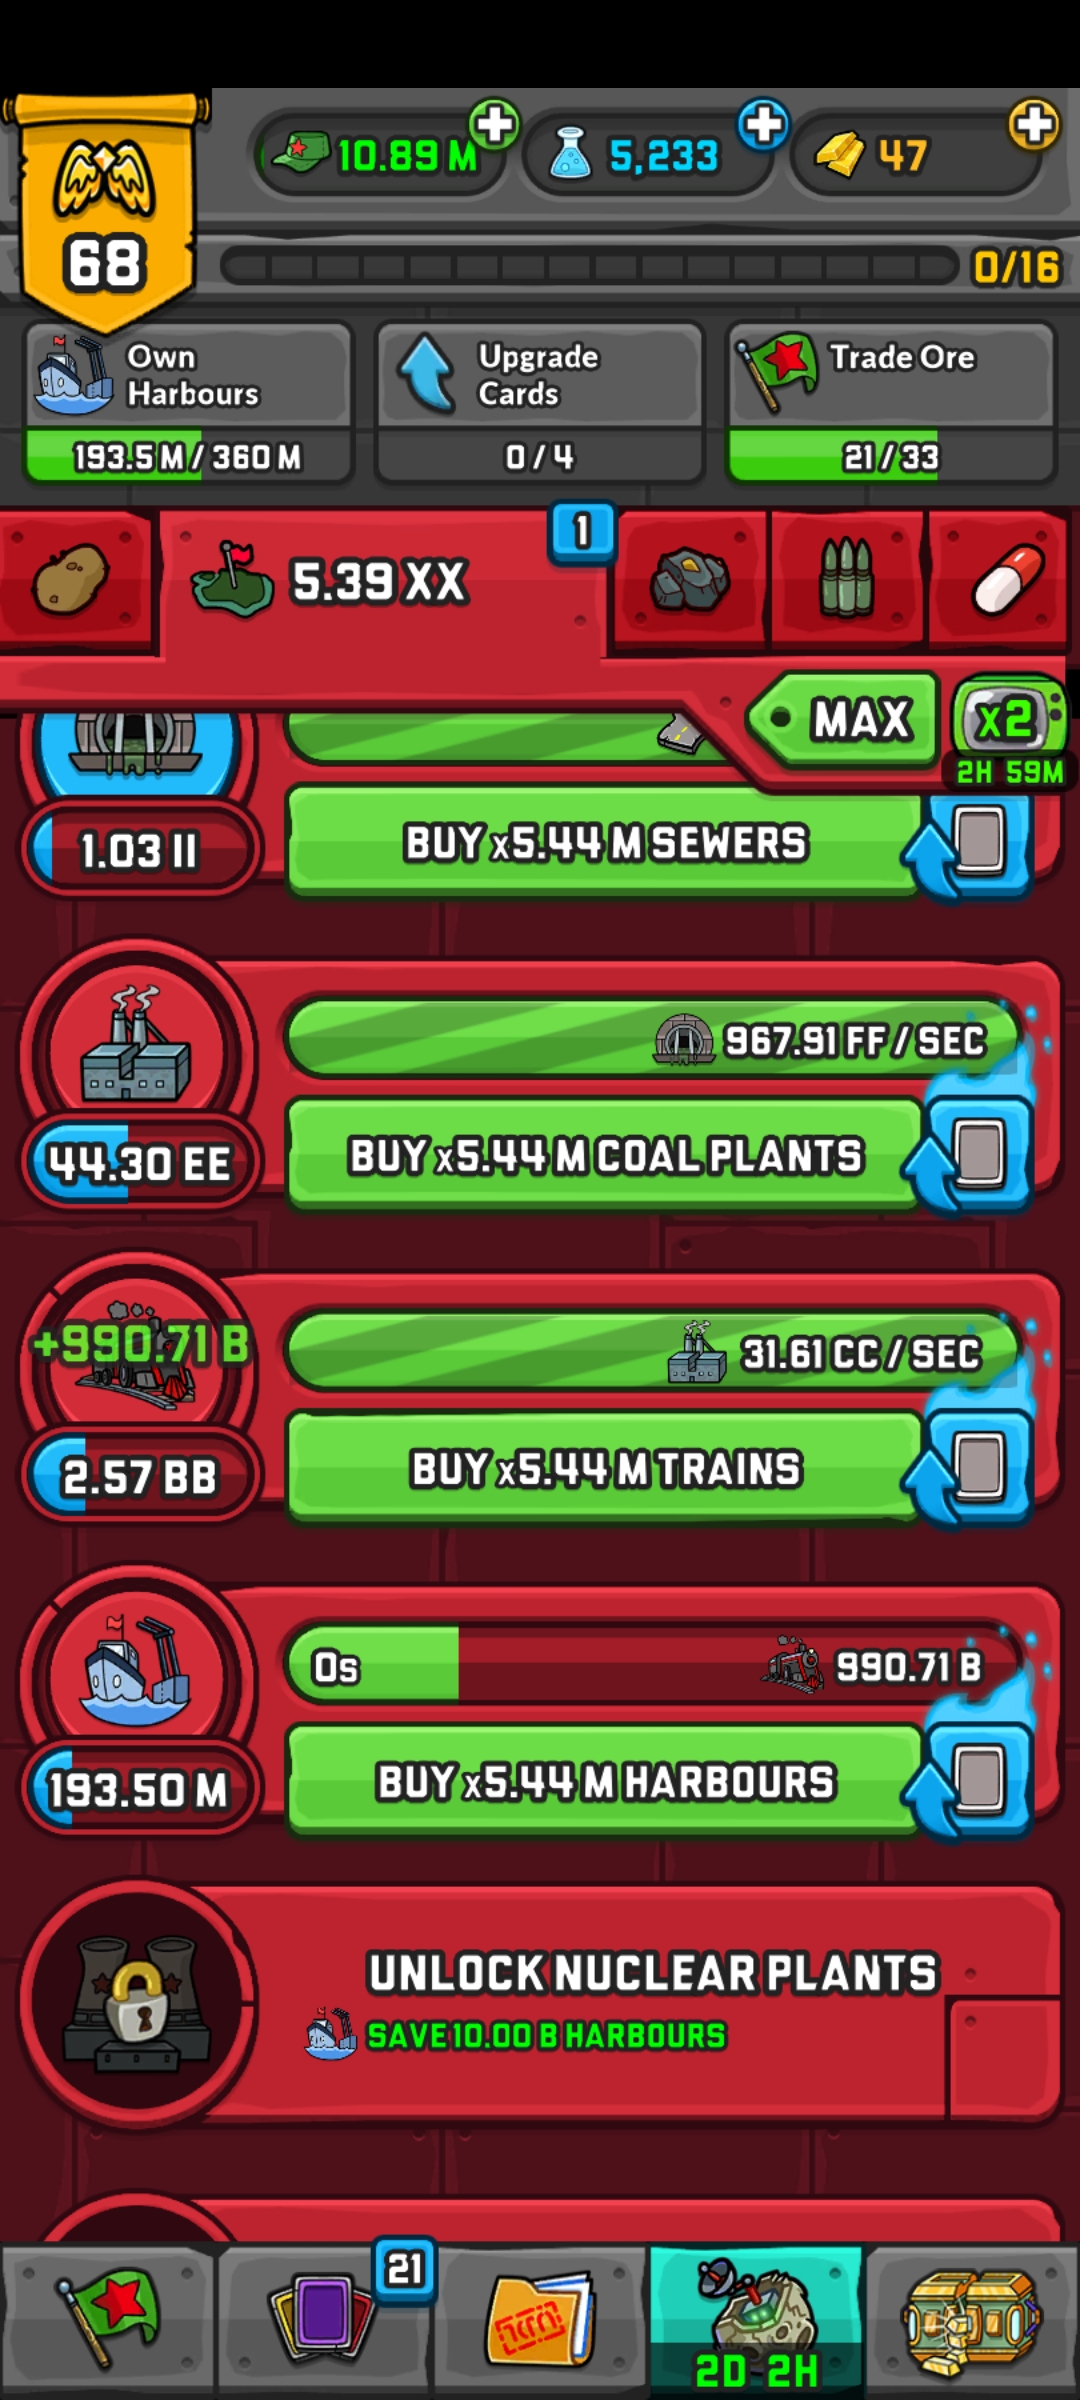 10.89 M
5,233
47
68
0/16
Own
Harbours
Upgrade
Cards
Trade Ore
193.5 M / 360 M
0 / 4
21 / 33
1
5.39 XX
MAX
x2
2H 59M
1.03 II
BUY x5.44 M SEWERS
967.91 FF / SEC
44.30 EE
BUY x5.44 M COAL PLANTS
+990.71 B
31.61 CC / SEC
2.57 BB
BUY x5.44 M TRAINS
0s
990.71 B
193.50 M
BUY x5.44 M HARBOURS
UNLOCK NUCLEAR PLANTS
SAVE 10.00 B HARBOURS
21
2D 2H